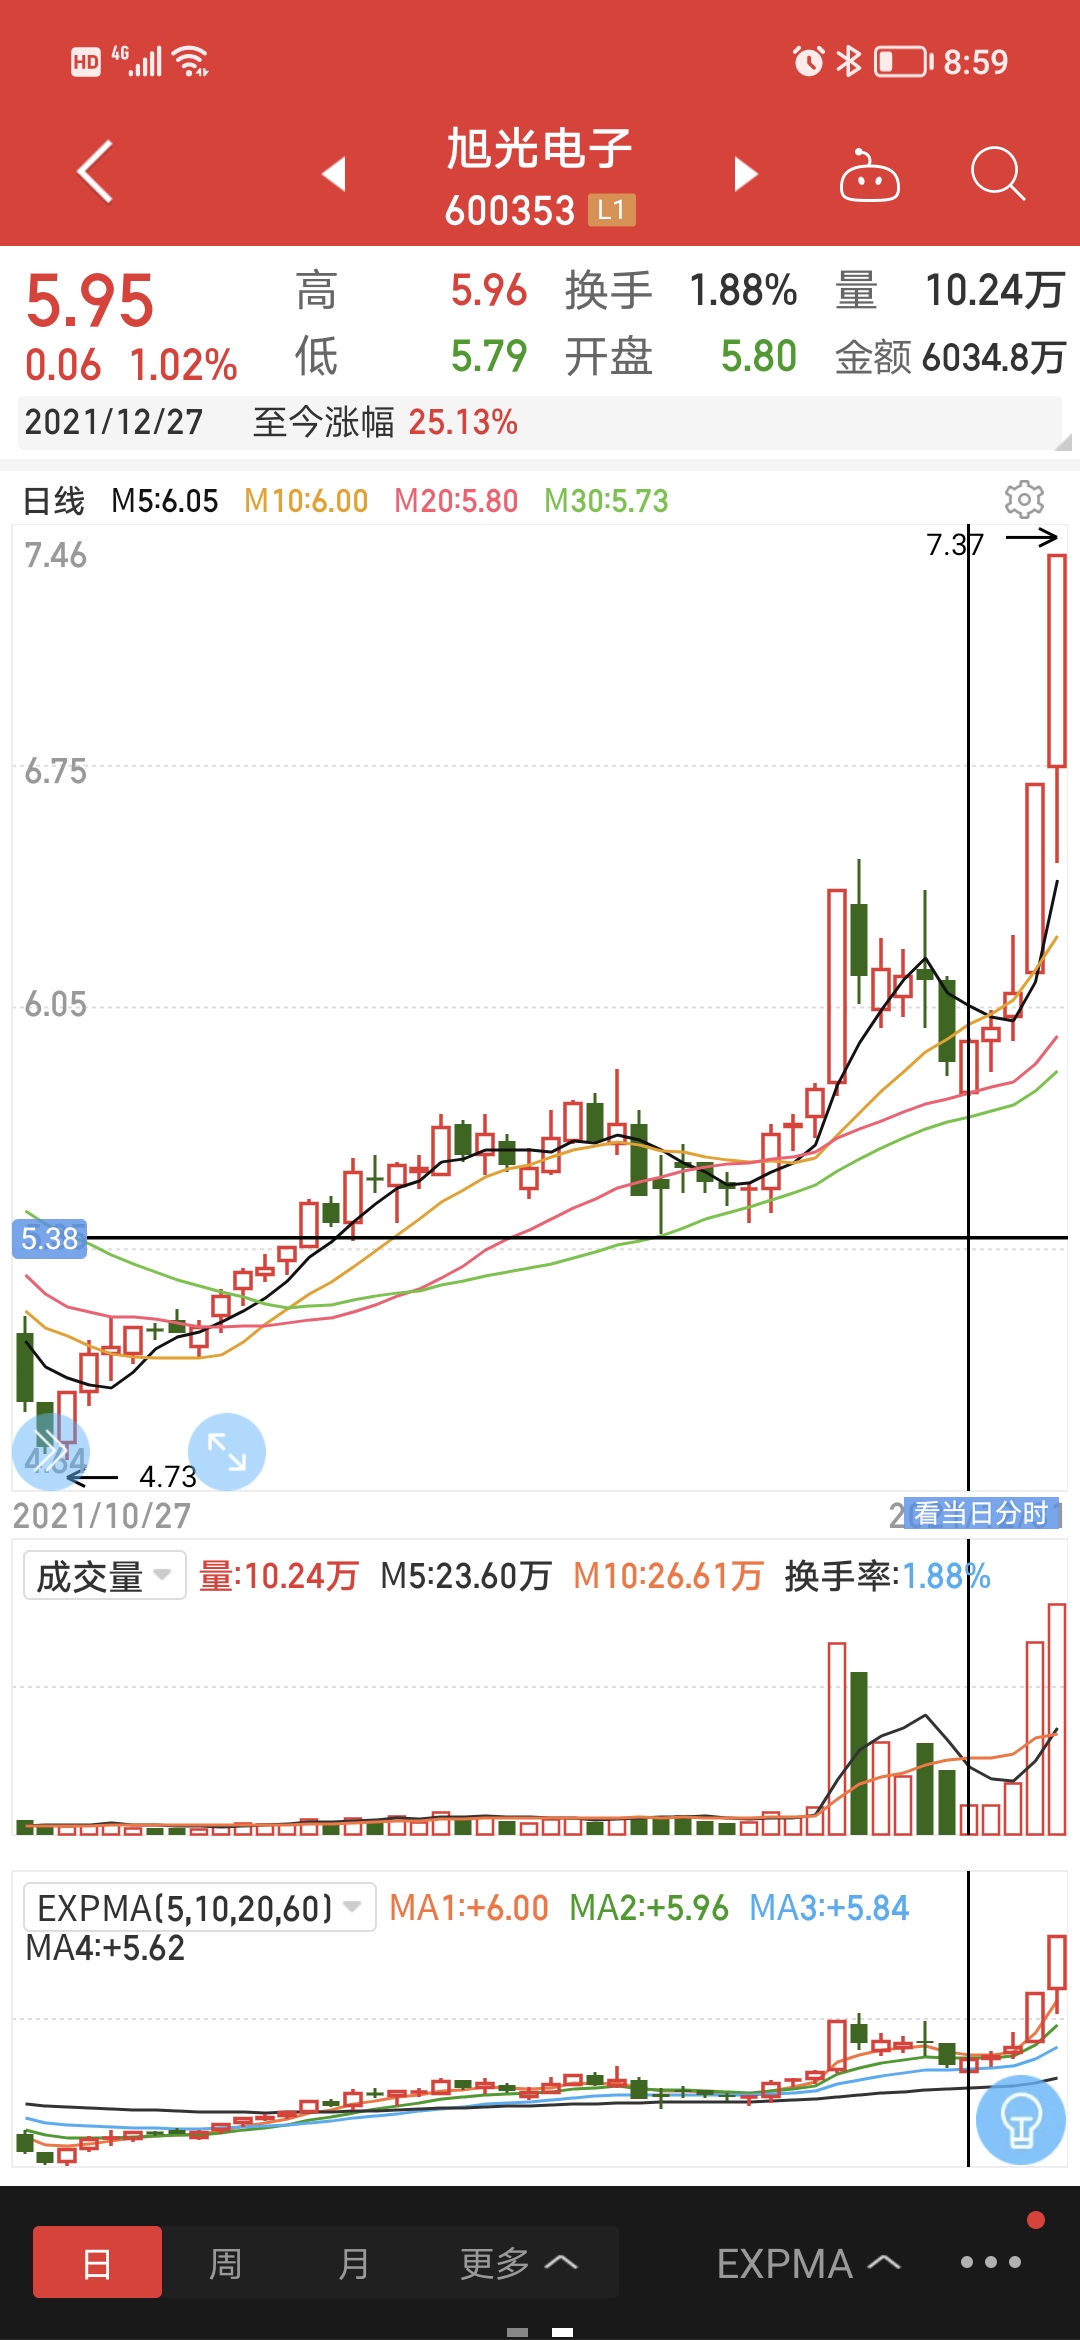 HD 4G 8:59
旭光电子
600353 L1
5.95 高 5.96 换手 1.88% 量 10.24万
0.06 1.02% 低 5.79 开盘 5.80 金额 6034.8万
2021/12/27 至今涨幅 25.13%
日线 M5:6.05 M10:6.00 M20:5.80 M30:5.73
7.46
7.37
6.75
6.05
5.38
4.73
2021/10/27 看当日分时
成交量 量:10.24万 M5:23.60万 M10:26.61万 换手率:1.88%
EXPMA(5,10,20,60) MA1:+6.00 MA2:+5.96 MA3:+5.84
MA4:+5.62
日 周 月 更多 EXPMA